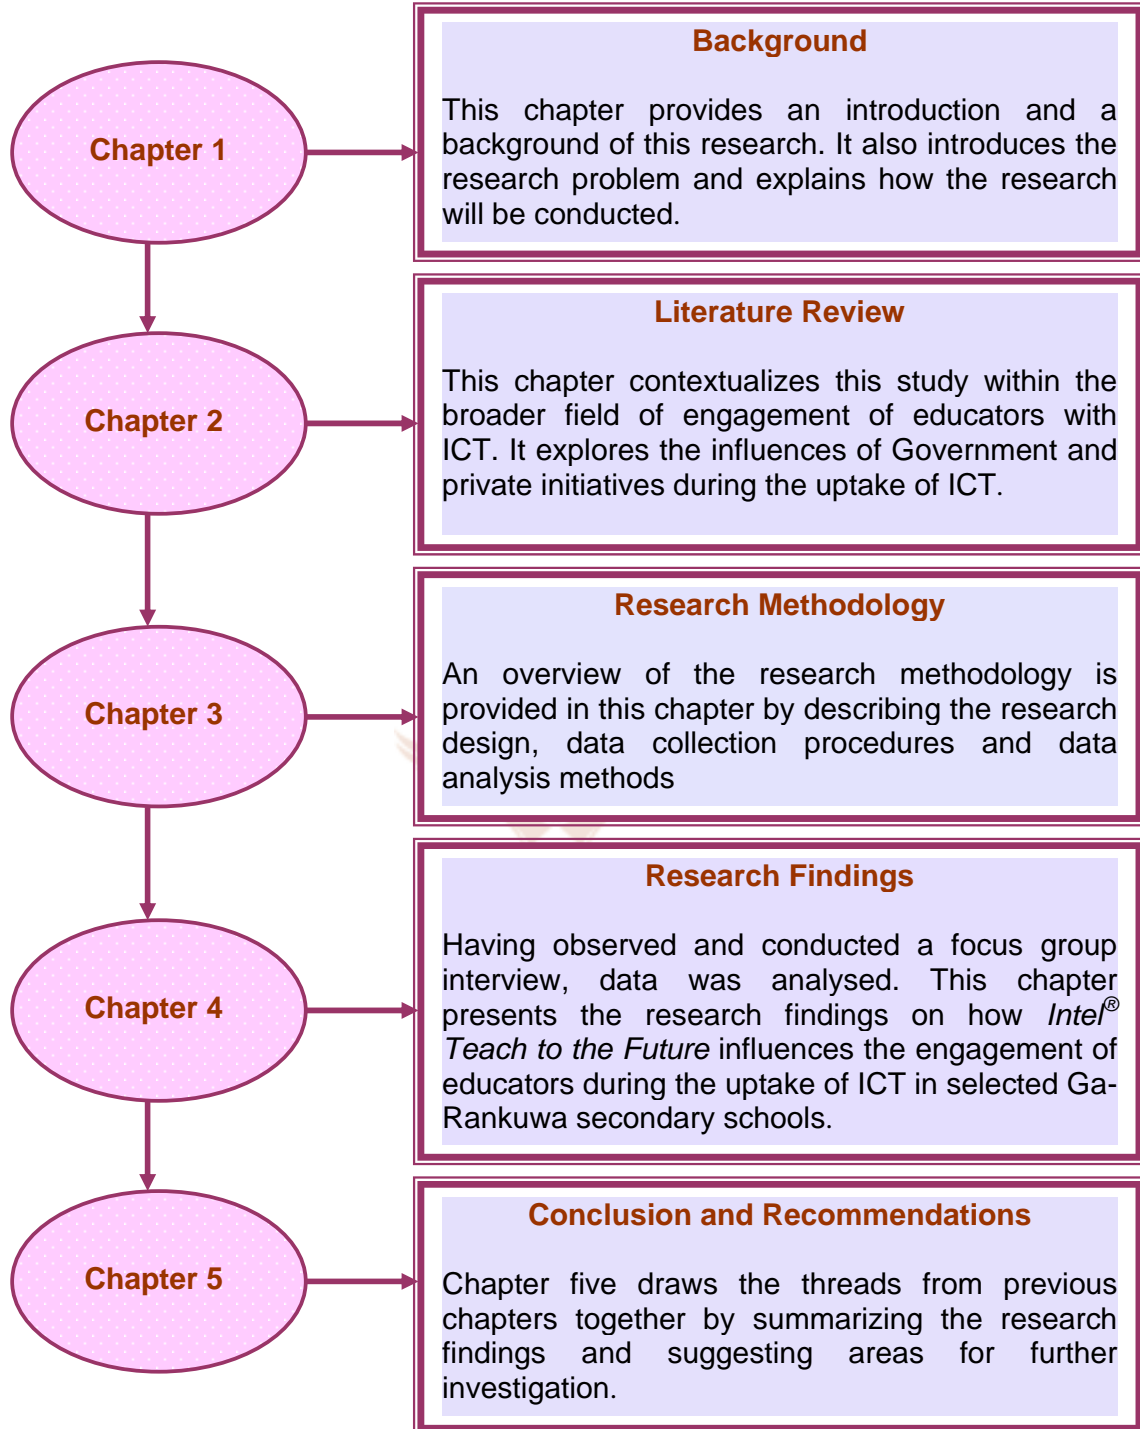 Chapter 1
Background
This chapter provides an introduction and a
background of this research. It also introduces the
research problem and explains how the research
will be conducted.
Chapter 2
Literature Review
This chapter contextualizes this study within the
broader field of engagement of educators with
ICT. It explores the influences of Government and
private initiatives during the uptake of ICT.
Chapter 3
Research Methodology
An overview of the research methodology is
provided in this chapter by describing the research
design, data collection procedures and data
analysis methods
Chapter 4
Research Findings
Having observed and conducted a focus group
interview, data was analysed. This chapter
presents the research findings on how Intel®
Teach to the Future influences the engagement of
educators during the uptake of ICT in selected Ga-
Rankuwa secondary schools.
Chapter 5
Conclusion and Recommendations
Chapter five draws the threads from previous
chapters together by summarizing the research
findings and suggesting areas for further
investigation.